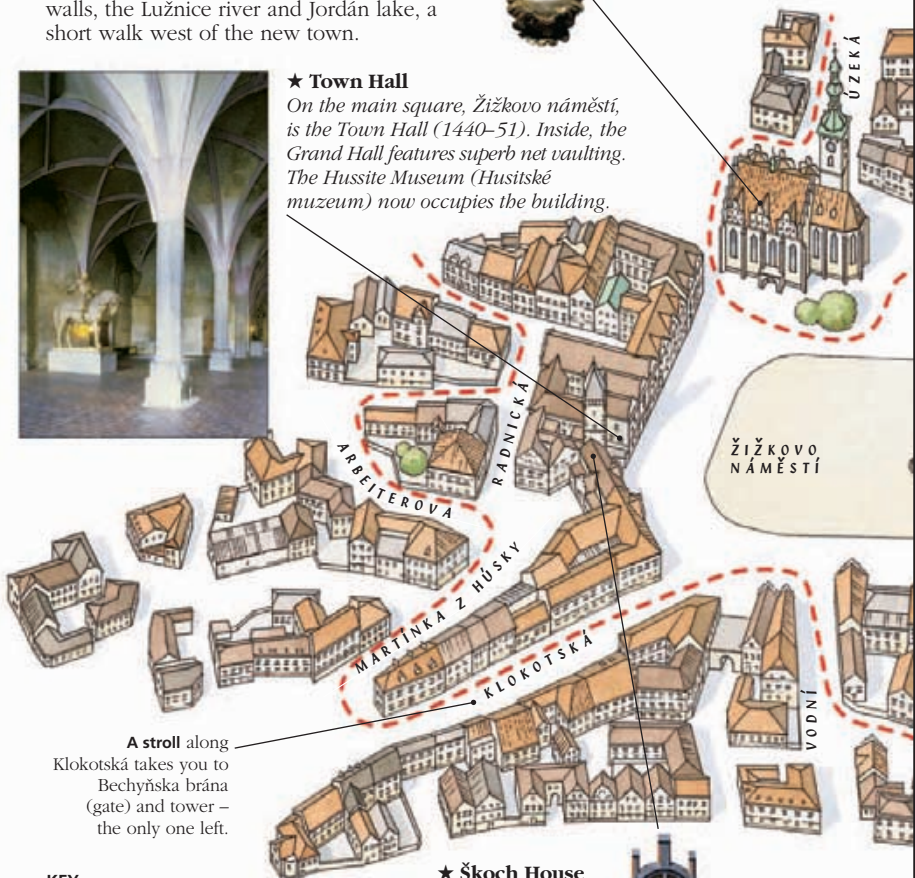 walls, the Lužnice river and Jordán lake, a
short walk west of the new town.
★ Town Hall
On the main square, Žižkovo náměstí,
is the Town Hall (1440–51). Inside, the
Grand Hall features superb net vaulting.
The Hussite Museum (Husitské
muzeum) now occupies the building.
ÚZEKÁ
RADNICKÁ
ARBEITEROVÁ
ŽIŽKOVO
NÁMĚSTÍ
MARTÍNKA Z HÚSKY
KLOKOTSKÁ
VODNÍ
A stroll along
Klokotská takes you to
Bechyňska brána
(gate) and tower –
the only one left.
KEY
★ Škoch House